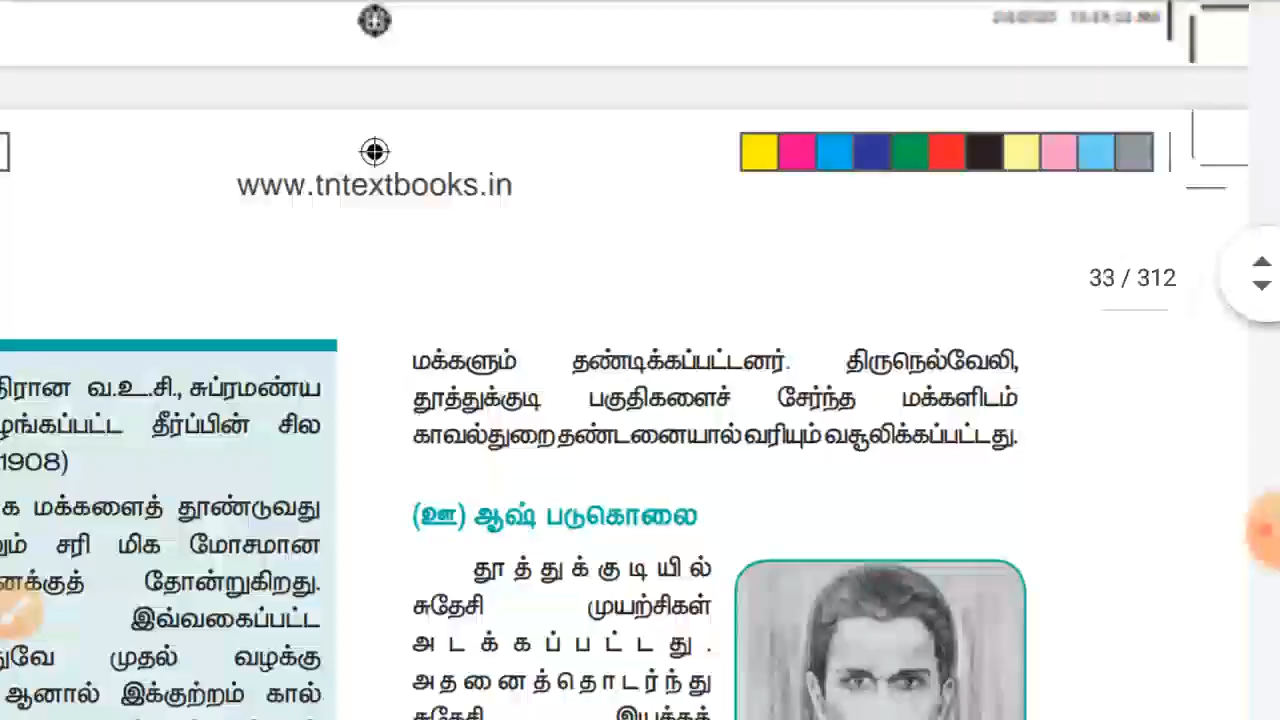 www.tntextbooks.in
33 / 312
திரான வ.உ.சி., சுப்ரமண்ய
ழங்கப்பட்ட தீர்ப்பின் சில
1908)
க மக்களைத் தூண்டுவது
சரி மிக மோசமான
னக்குத் தோன்றுகிறது.
இவ்வகைப்பட்ட
துவே முதல் வழக்கு
ஆனால் இக்குற்றம் கால்
மக்களும் தண்டிக்கப்பட்டனர். திருநெல்வேலி,
தூத்துக்குடி பகுதிகளைச் சேர்ந்த மக்களிடம்
காவல்துறை தண்டனையால் வரியும் வசூலிக்கப்பட்டது.
(ஊ) ஆஷ் படுகொலை
தூத்துக்குடியில்
சுதேசி முயற்சிகள்
அடக்கப்பட்டது.
அதனைத்தொடர்ந்து
சுதேசி இயக்கத்